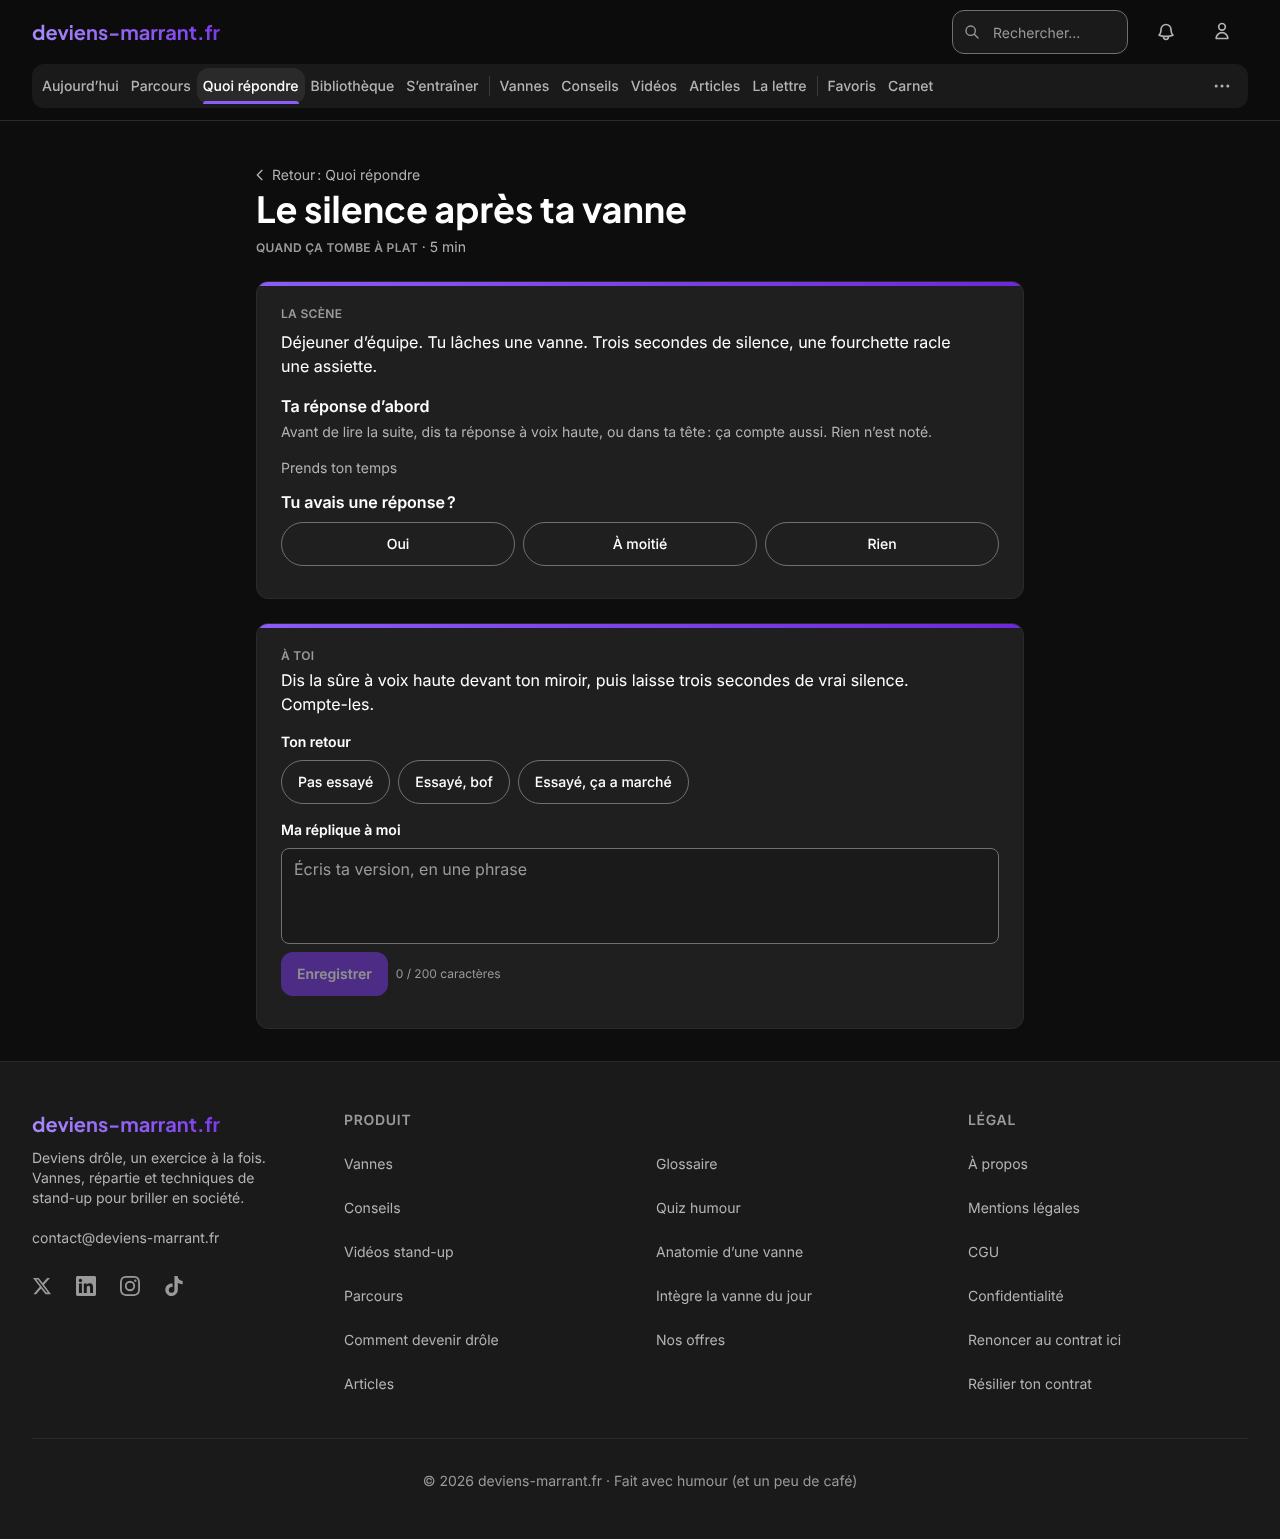 deviens-marrant.fr
Rechercher...
Aujourd’hui Parcours Quoi répondre Bibliothèque S’entraîner Vannes Conseils Vidéos Articles La lettre Favoris Carnet
Retour : Quoi répondre
Le silence après ta vanne
QUAND ÇA TOMBE À PLAT · 5 min
LA SCÈNE
Déjeuner d’équipe. Tu lâches une vanne. Trois secondes de silence, une fourchette racle
une assiette.
Ta réponse d’abord
Avant de lire la suite, dis ta réponse à voix haute, ou dans ta tête : ça compte aussi. Rien n’est noté.
Prends ton temps
Tu avais une réponse ?
Oui
À moitié
Rien
À TOI
Dis la sûre à voix haute devant ton miroir, puis laisse trois secondes de vrai silence.
Compte-les.
Ton retour
Pas essayé
Essayé, bof
Essayé, ça a marché
Ma réplique à moi
Écris ta version, en une phrase
Enregistrer
0 / 200 caractères
deviens-marrant.fr
Deviens drôle, un exercice à la fois.
Vannes, répartie et techniques de
stand-up pour briller en société.
contact@deviens-marrant.fr
PRODUIT
Vannes
Conseils
Vidéos stand-up
Parcours
Comment devenir drôle
Articles
Glossaire
Quiz humour
Anatomie d’une vanne
Intègre la vanne du jour
Nos offres
LÉGAL
À propos
Mentions légales
CGU
Confidentialité
Renoncer au contrat ici
Résilier ton contrat
© 2026 deviens-marrant.fr · Fait avec humour (et un peu de café)